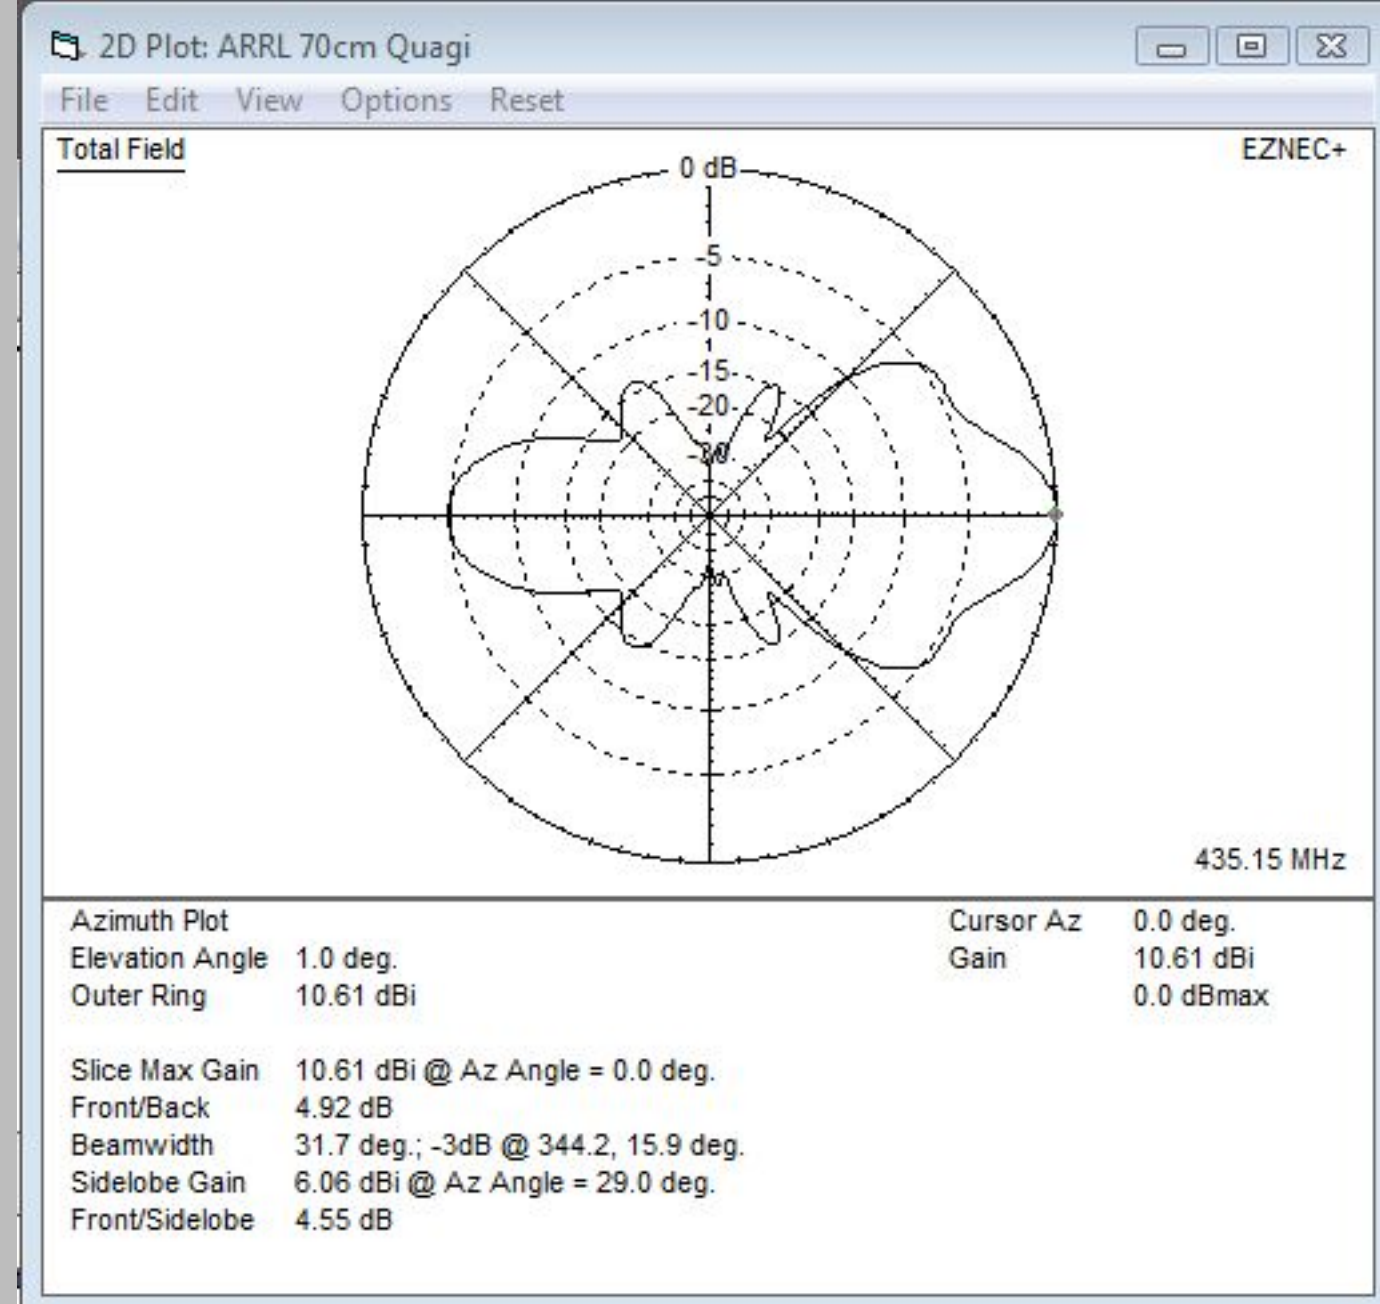 2D Plot: ARRL 70cm Quagi
File Edit View Options Reset
Total Field
EZNEC+
0 dB
-5
-10
-15
-20
-30
435.15 MHz
Azimuth Plot
Elevation Angle 1.0 deg.
Outer Ring 10.61 dBi
Cursor Az 0.0 deg.
Gain 10.61 dBi
0.0 dBmax
Slice Max Gain 10.61 dBi @ Az Angle = 0.0 deg.
Front/Back 4.92 dB
Beamwidth 31.7 deg.; -3dB @ 344.2, 15.9 deg.
Sidelobe Gain 6.06 dBi @ Az Angle = 29.0 deg.
Front/Sidelobe 4.55 dB